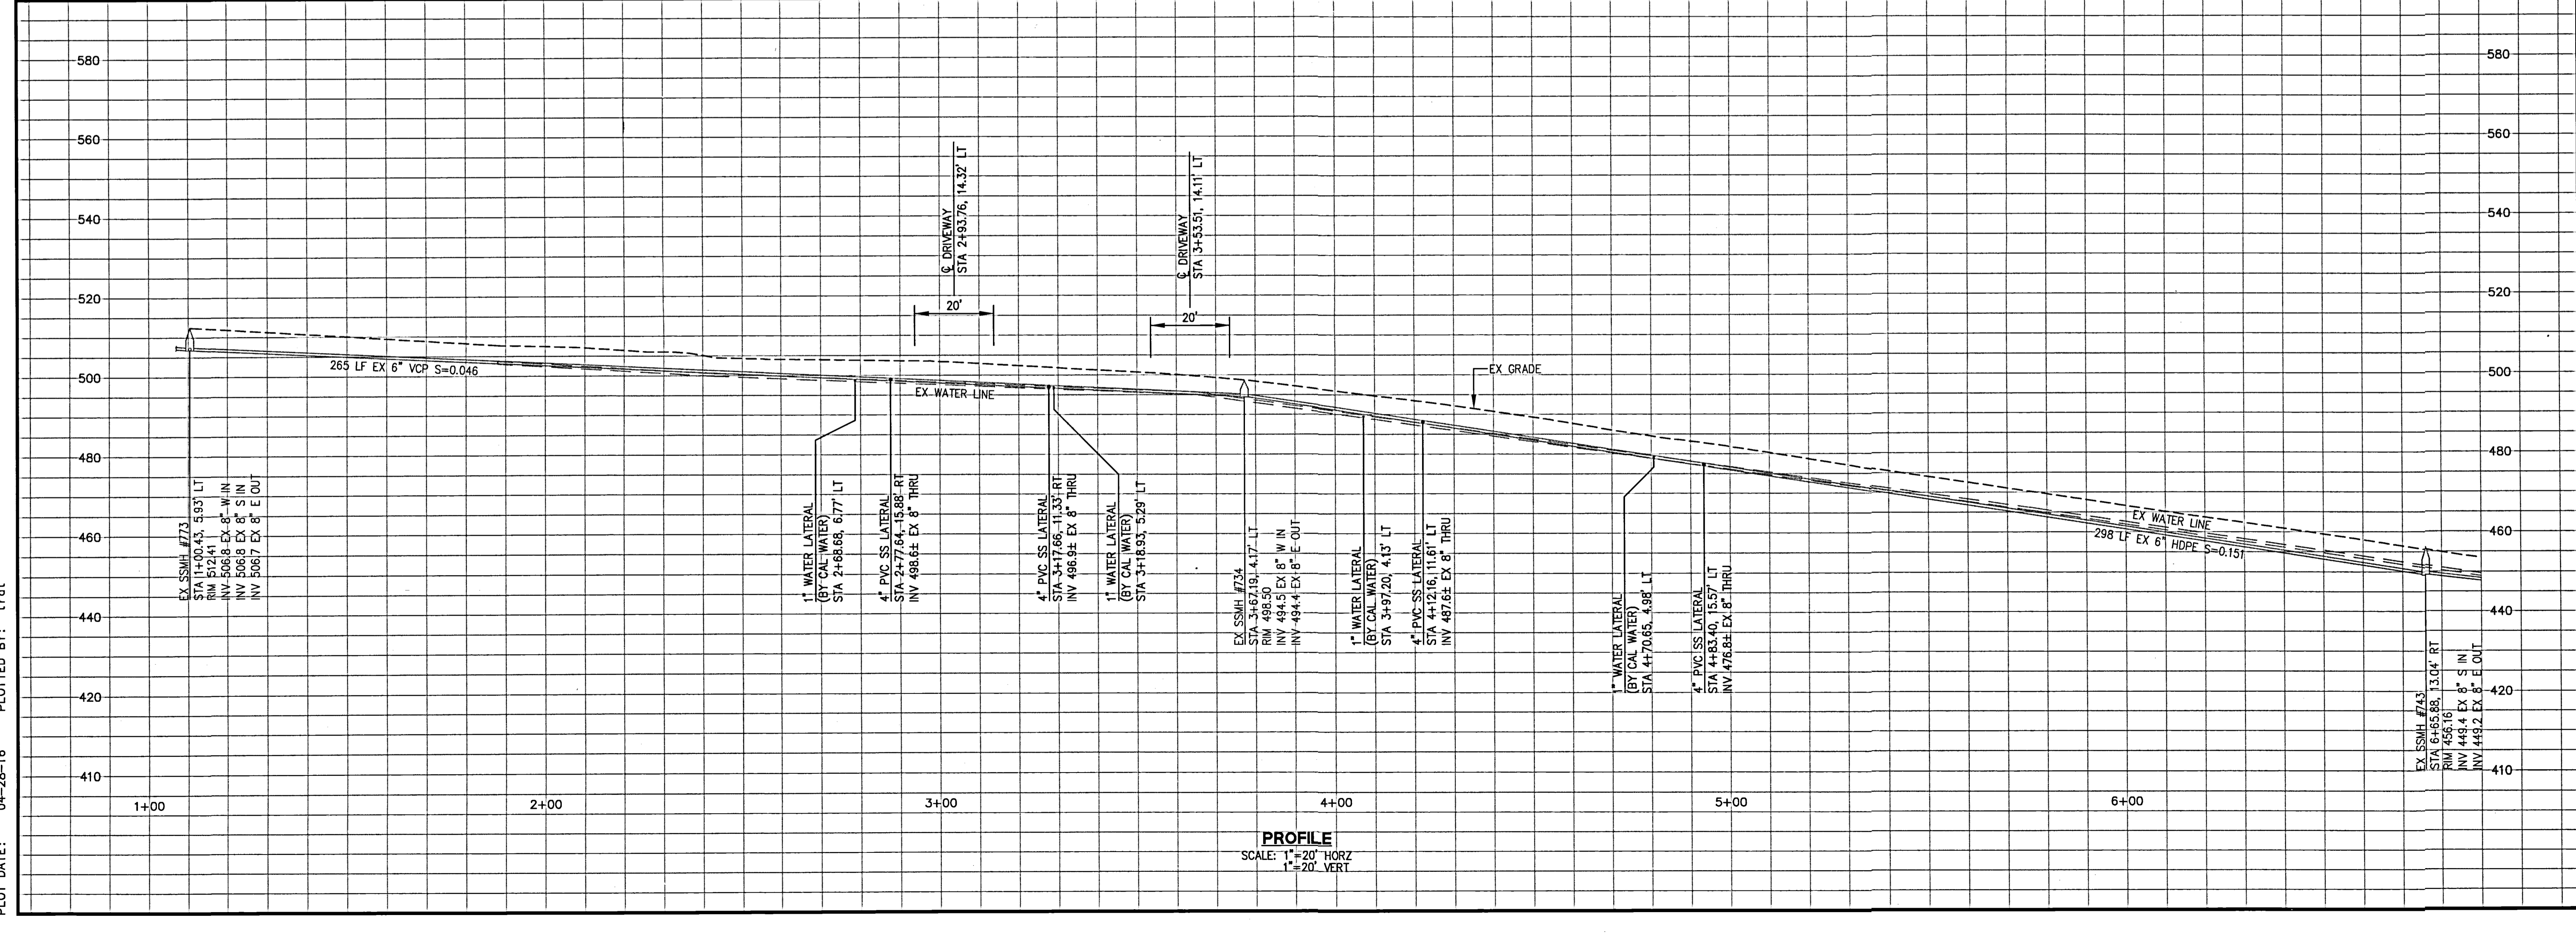 580
560
540
520
500
480
460
440
420
410
580
560
540
520
500
480
460
440
420
410
℄ DRIVEWAY
STA 2+93.76, 14.32' LT
20'
℄ DRIVEWAY
STA 3+53.51, 14.11' LT
20'
265 LF EX 6" VCP S=0.046
EX WATER LINE
EX GRADE
EX WATER LINE
298 LF EX 6" HDPE S=0.151
EX SSMH #773
STA 1+00.43, 5.93' LT
RIM 512.41
INV 506.8 EX 8" W IN
INV 506.8 EX 8" S IN
INV 506.7 EX 8" E OUT
1" WATER LATERAL
(BY CAL WATER)
STA 2+68.68, 6.77' LT
4" PVC SS LATERAL
STA 2+77.64, 15.88' RT
INV 498.6± EX 8" THRU
4" PVC SS LATERAL
STA 3+17.66, 11.33' RT
INV 496.9± EX 8" THRU
1" WATER LATERAL
(BY CAL WATER)
STA 3+18.93, 5.29' LT
EX SSMH #734
STA 3+67.19, 4.17' LT
RIM 498.50
INV 494.5 EX 8" W IN
INV 494.4 EX 8" E OUT
1" WATER LATERAL
(BY CAL WATER)
STA 3+97.20, 4.13' LT
4" PVC SS LATERAL
STA 4+12.16, 11.61' LT
INV 487.6± EX 8" THRU
1" WATER LATERAL
(BY CAL WATER)
STA 4+70.65, 4.98' LT
4" PVC SS LATERAL
STA 4+83.40, 15.57' LT
INV 476.8± EX 8" THRU
EX SSMH #743
STA 6+65.88, 13.04' RT
RIM 456.16
INV 449.4 EX 8" S IN
INV 449.2 EX 8" E OUT
1+00
2+00
3+00
4+00
5+00
6+00
PROFILE
SCALE: 1"=20' HORZ
1"=20' VERT
PLOT DATE: 04-28-16 PLOTTED BY: